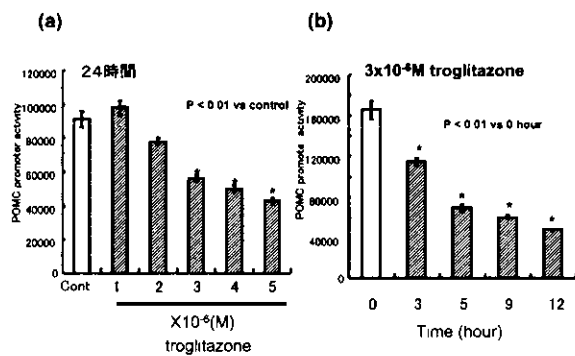 (a)
24時間
P < 0.01 vs control
POMC promoter activity
120000
100000
80000
60000
40000
20000
0
* * *
Cont 1 2 3 4 5
X10⁻⁶(M)
troglitazone
(b)
3x10⁻⁶M troglitazone
P < 0.01 vs 0 hour
POMC promoter activity
200000
160000
120000
80000
40000
0
* * * *
0 3 5 9 12
Time (hour)